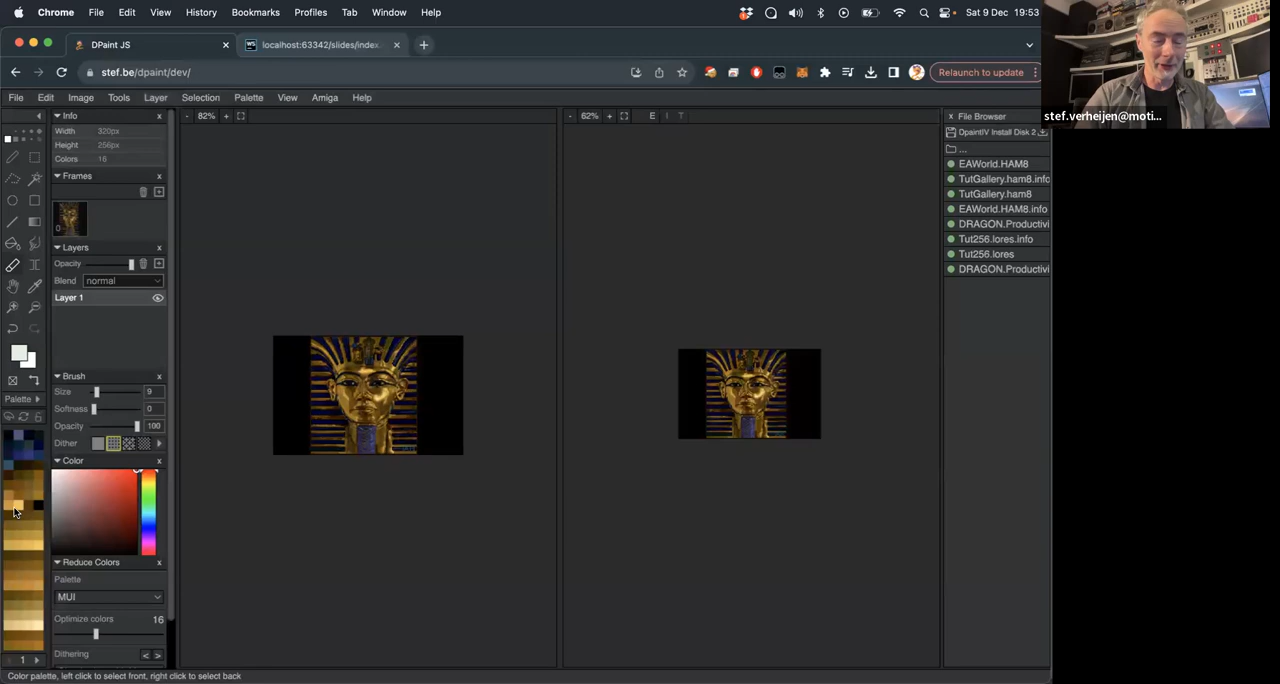 Chrome File Edit View History Bookmarks Profiles Tab Window Help Sat 9 Dec 19:53
DPaint JS localhost:63342/slides/index
stef.be/dpaint/dev/ Relaunch to update
File Edit Image Tools Layer Selection Palette View Amiga Help
stef.verheijen@moti...
Info
Width 320px
Height 256px
Colors 16
Frames
0
Layers
Opacity
Blend normal
Layer 1
Brush
Size 9
Softness 0
Opacity 100
Dither
Color
Reduce Colors
Palette
MUI
Optimize colors 16
Dithering < >
Palette
1
- 82% +
- 62% + E I T
File Browser
DpaintIV Install Disk 2
...
EAWorld.HAM8
TutGallery.ham8.info
TutGallery.ham8
EAWorld.HAM8.info
DRAGON.Productivi
Tut256.lores.info
Tut256.lores
DRAGON.Productivi
Color palette, left click to select front, right click to select back